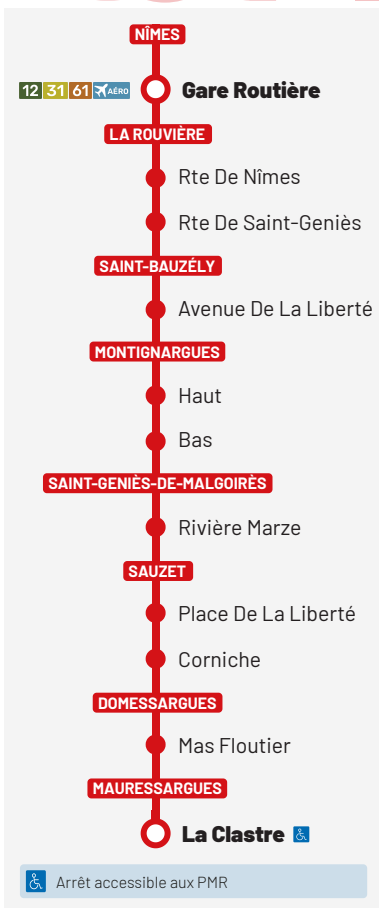 NÎMES
12 31 61 AÉRO Gare Routière
LA ROUVIÈRE
Rte De Nîmes
Rte De Saint-Geniès
SAINT-BAUZÉLY
Avenue De La Liberté
MONTIGNARGUES
Haut
Bas
SAINT-GENIÈS-DE-MALGOIRÈS
Rivière Marze
SAUZET
Place De La Liberté
Corniche
DOMESSARGUES
Mas Floutier
MAURESSARGUES
La Clastre
Arrêt accessible aux PMR